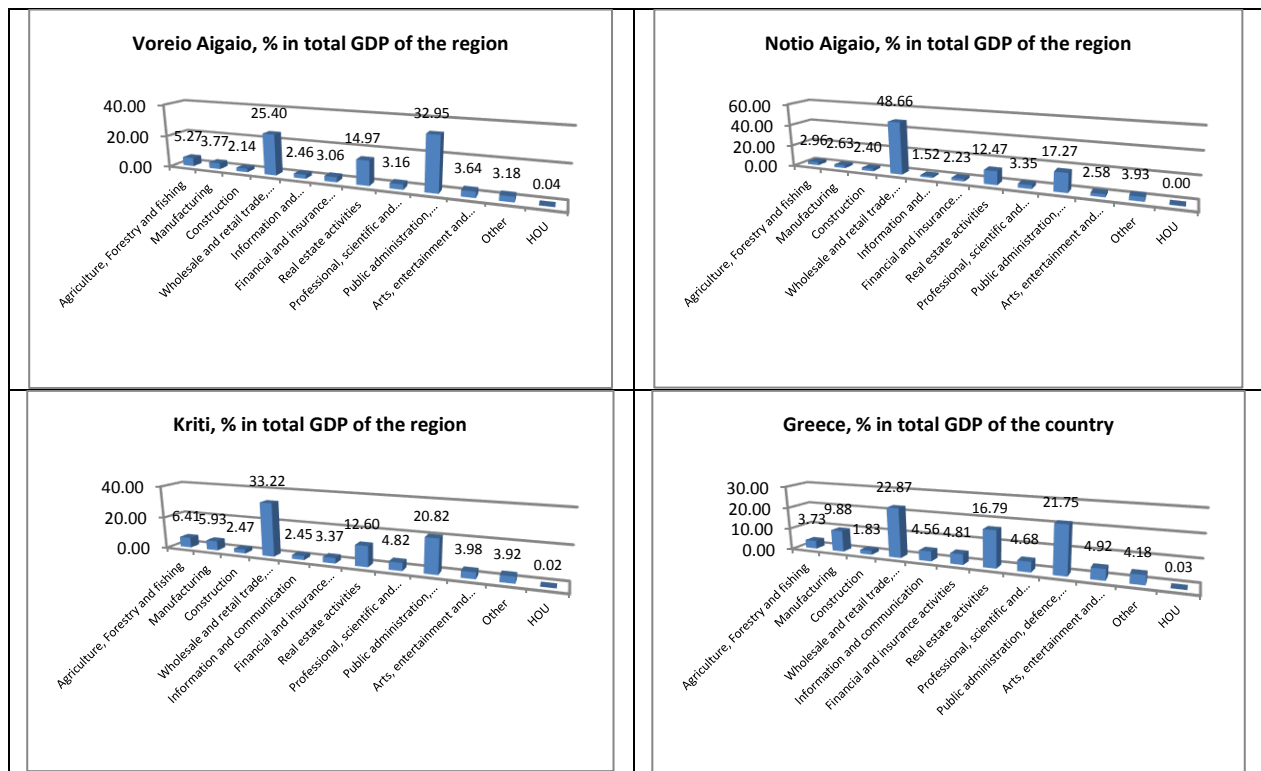 Voreio Aigaio, % in total GDP of the region
40.00
20.00
0.00
5.27
3.77
2.14
25.40
2.46
3.06
14.97
3.16
32.95
3.64
3.18
0.04
Agriculture, Forestry and fishing
Manufacturing
Construction
Wholesale and retail trade,...
Information and...
Financial and insurance...
Real estate activities
Professional, scientific and...
Public administration,...
Arts, entertainment and...
Other
HOU
Notio Aigaio, % in total GDP of the region
60.00
40.00
20.00
0.00
2.96
2.63
2.40
48.66
1.52
2.23
12.47
3.35
17.27
2.58
3.93
0.00
Agriculture, Forestry and fishing
Manufacturing
Construction
Wholesale and retail trade,...
Information and...
Financial and insurance...
Real estate activities
Professional, scientific and...
Public administration,...
Arts, entertainment and...
Other
HOU
Kriti, % in total GDP of the region
40.00
20.00
0.00
6.41
5.93
2.47
33.22
2.45
3.37
12.60
4.82
20.82
3.98
3.92
0.02
Agriculture, Forestry and fishing
Manufacturing
Construction
Wholesale and retail trade,...
Information and communication
Financial and insurance...
Real estate activities
Professional, scientific and...
Public administration,...
Arts, entertainment and...
Other
HOU
Greece, % in total GDP of the country
30.00
20.00
10.00
0.00
3.73
9.88
1.83
22.87
4.56
4.81
16.79
4.68
21.75
4.92
4.18
0.03
Agriculture, Forestry and fishing
Manufacturing
Construction
Wholesale and retail trade,...
Information and communication
Financial and insurance activities
Real estate activities
Professional, scientific and...
Public administration, defence,...
Arts, entertainment and...
Other
HOU